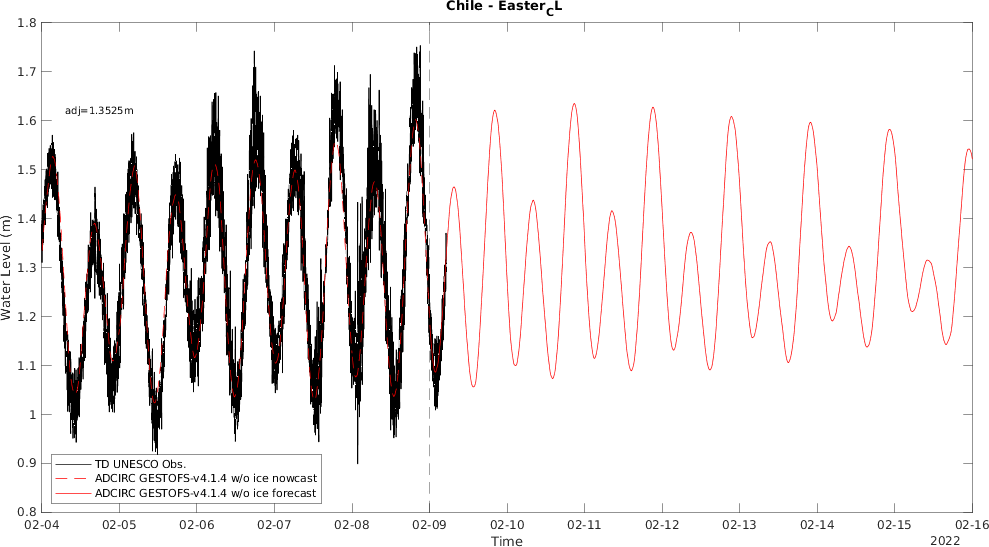 Chile - Easter_CL
1.8
1.7
adj=1.3525m
1.6
1.5
1.4
1.3
1.2
1.1
1
0.9
0.8
Water Level (m)
TD UNESCO Obs.
ADCIRC GESTOFS-v4.1.4 w/o ice nowcast
ADCIRC GESTOFS-v4.1.4 w/o ice forecast
02-04 02-05 02-06 02-07 02-08 02-09 02-10 02-11 02-12 02-13 02-14 02-15 02-16
Time
2022